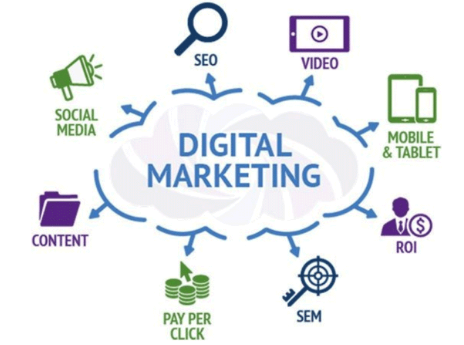 SEO
VIDEO
SOCIAL
MEDIA
MOBILE
& TABLET
DIGITAL
MARKETING
CONTENT
ROI
PAY PER
CLICK
SEM